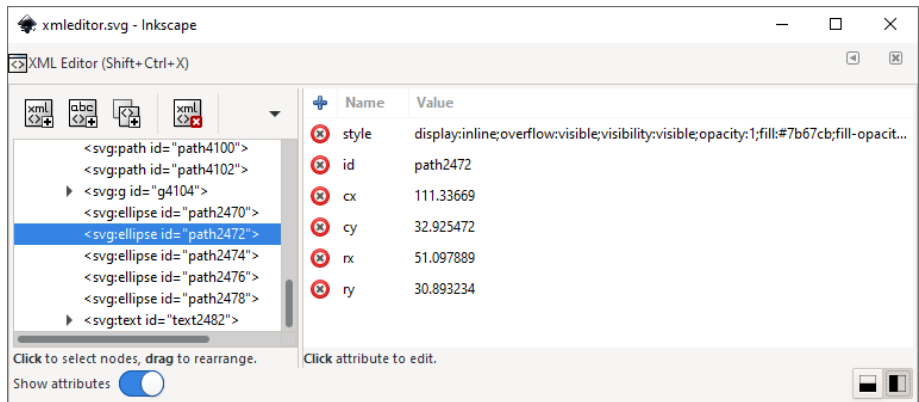 xmleditor.svg - Inkscape
XML Editor (Shift+Ctrl+X)
xml
abc
xml
<svg:path id="path4100">
<svg:path id="path4102">
<svg:g id="g4104">
<svg:ellipse id="path2470">
<svg:ellipse id="path2472">
<svg:ellipse id="path2474">
<svg:ellipse id="path2476">
<svg:ellipse id="path2478">
<svg:text id="text2482">
Click to select nodes, drag to rearrange.
Show attributes
Name Value
style display:inline;overflow:visible;visibility:visible;opacity:1;fill:#7b67cb;fill-opacit...
id path2472
cx 111.33669
cy 32.925472
rx 51.097889
ry 30.893234
Click attribute to edit.